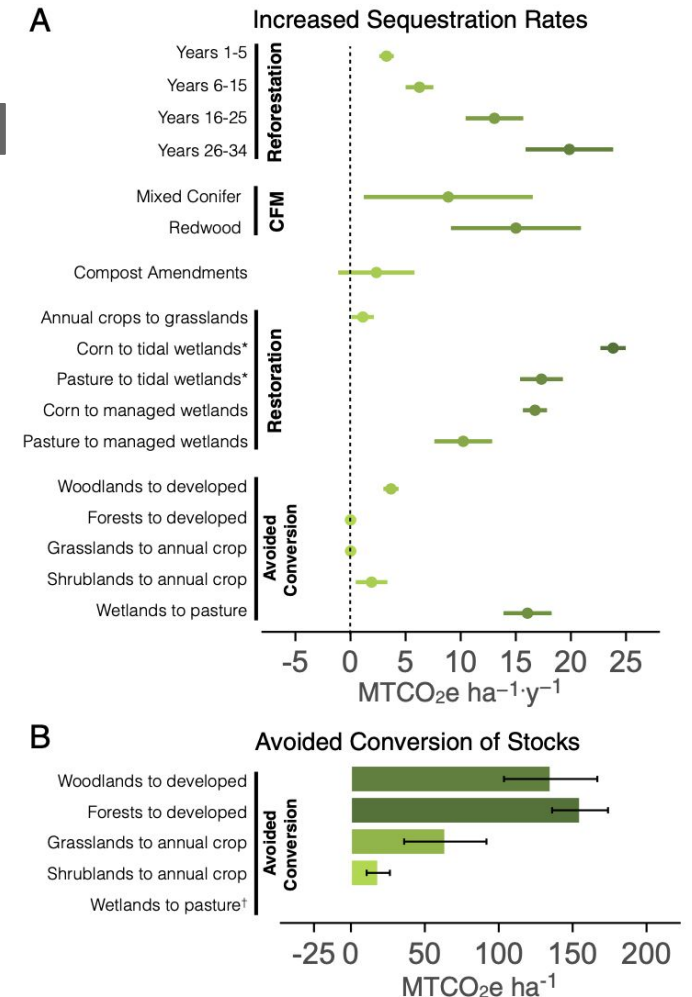 A
Increased Sequestration Rates
Years 1-5
Years 6-15
Years 16-25
Years 26-34
Reforestation
Mixed Conifer
Redwood
CFM
Compost Amendments
Annual crops to grasslands
Corn to tidal wetlands*
Pasture to tidal wetlands*
Corn to managed wetlands
Pasture to managed wetlands
Restoration
Woodlands to developed
Forests to developed
Grasslands to annual crop
Shrublands to annual crop
Wetlands to pasture
Avoided
Conversion
-5 0 5 10 15 20 25
MTCO₂e ha⁻¹·y⁻¹
B
Avoided Conversion of Stocks
Woodlands to developed
Forests to developed
Grasslands to annual crop
Shrublands to annual crop
Wetlands to pasture†
Avoided
Conversion
-25 0 50 100 150 200
MTCO₂e ha⁻¹